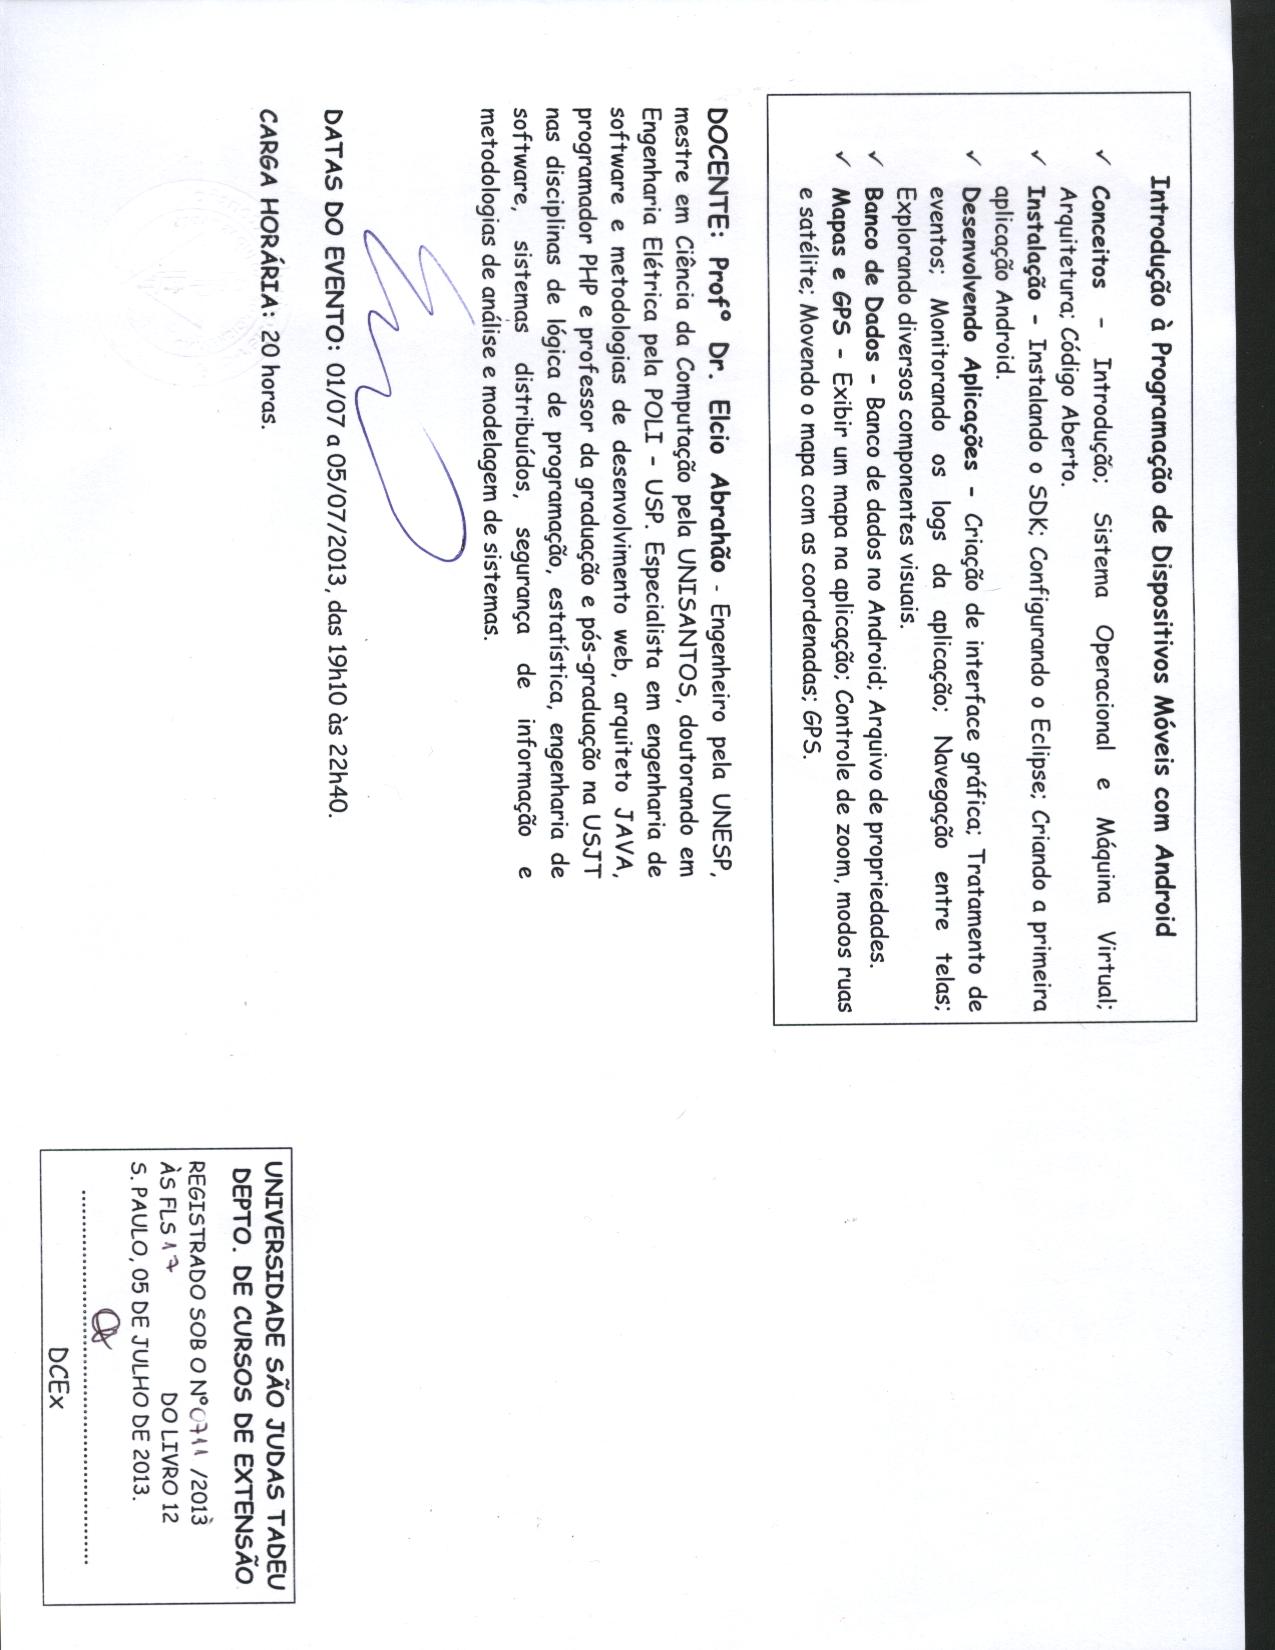 Introdução à Programação de Dispositivos Móveis com Android
✓ Conceitos - Introdução; Sistema Operacional e Máquina Virtual;
Arquitetura; Código Aberto.
✓ Instalação - Instalando o SDK; Configurando o Eclipse; Criando a primeira
aplicação Android.
✓ Desenvolvendo Aplicações - Criação de interface gráfica; Tratamento de
eventos; Monitorando os logs da aplicação; Navegação entre telas;
Explorando diversos componentes visuais.
✓ Banco de Dados - Banco de dados no Android; Arquivo de propriedades.
✓ Mapas e GPS - Exibir um mapa na aplicação; Controle de zoom, modos ruas
e satélite; Movendo o mapa com as coordenadas; GPS.
DOCENTE: Profº Dr. Elcio Abrahão - Engenheiro pela UNESP,
mestre em Ciência da Computação pela UNISANTOS, doutorando em
Engenharia Elétrica pela POLI - USP. Especialista em engenharia de
software e metodologias de desenvolvimento web, arquiteto JAVA,
programador PHP e professor da graduação e pós-graduação na USJT
nas disciplinas de lógica de programação, estatística, engenharia de
software, sistemas distribuídos, segurança de informação e
metodologias de análise e modelagem de sistemas.
DATAS DO EVENTO: 01/07 a 05/07/2013, das 19h10 às 22h40.
CARGA HORÁRIA: 20 horas.
UNIVERSIDADE SÃO JUDAS TADEU
DEPTO. DE CURSOS DE EXTENSÃO
REGISTRADO SOB O Nº 0711 /2013
ÀS FLS 17 DO LIVRO 12
S. PAULO, 05 DE JULHO DE 2013.
DCEx